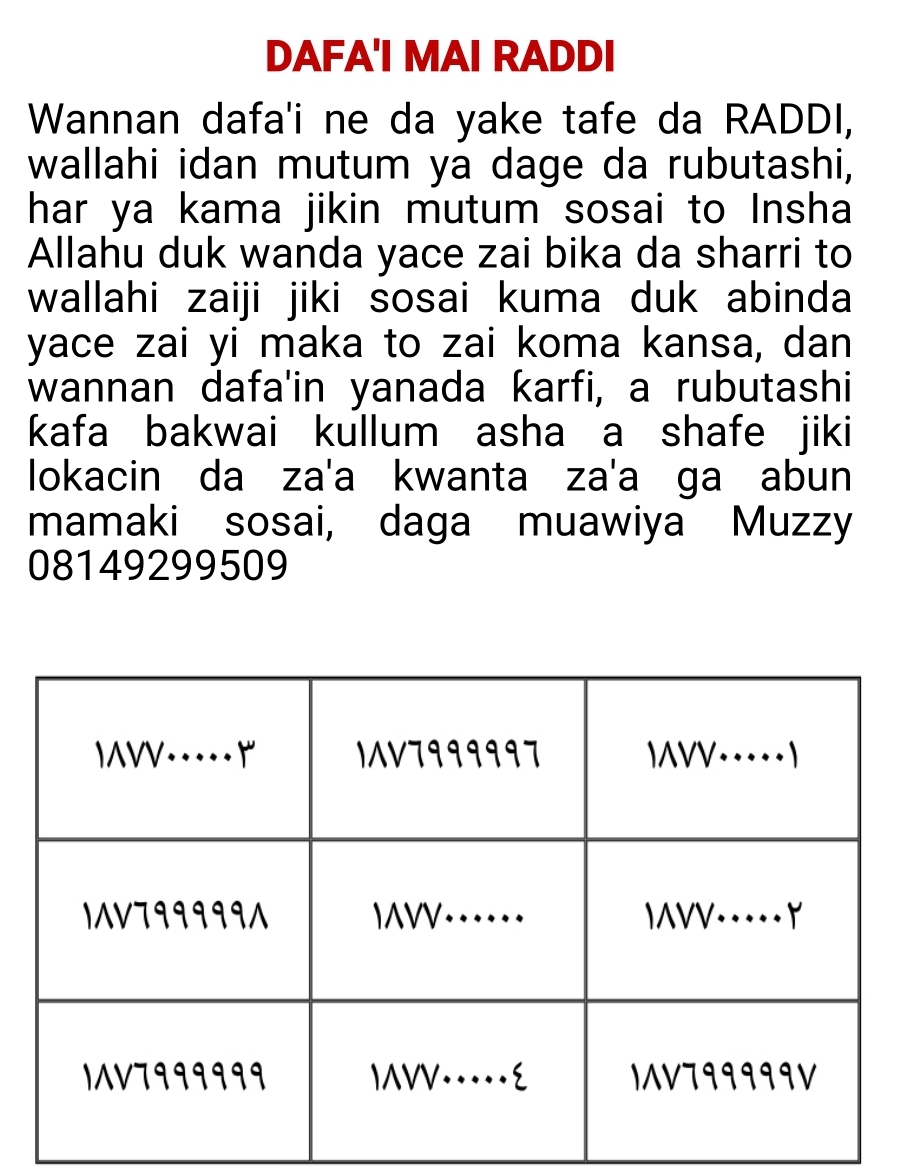 DAFA'I MAI RADDI
Wannan dafa'i ne da yake tafe da RADDI,
wallahi idan mutum ya dage da rubutashi,
har ya kama jikin mutum sosai to Insha
Allahu duk wanda yace zai bika da sharri to
wallahi zaiji jiki sosai kuma duk abinda
yace zai yi maka to zai koma kansa, dan
wannan dafa'in yanada ƙarfi, a rubutashi
ƙafa bakwai kullum asha a shafe jiki
lokacin da za'a kwanta za'a ga abun
mamaki sosai, daga muawiya Muzzy
08149299509
١٨٧٧٠٠٠٠٠٣ ١٨٧٦٩٩٩٩٩٦ ١٨٧٧٠٠٠٠٠١
١٨٧٦٩٩٩٩٩٨ ١٨٧٧٠٠٠٠٠٠ ١٨٧٧٠٠٠٠٠٢
١٨٧٦٩٩٩٩٩٩ ١٨٧٧٠٠٠٠٠٤ ١٨٧٦٩٩٩٩٩٧